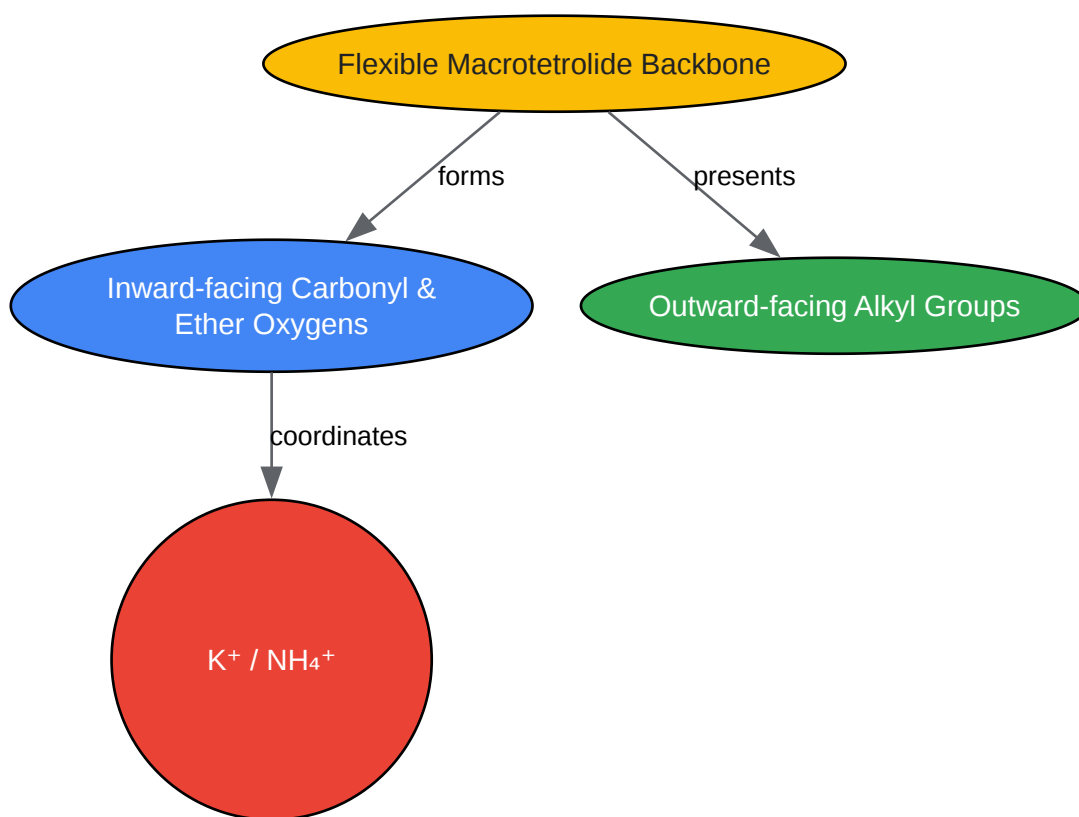 Flexible Macrotetrolide Backbone
forms
presents
Inward-facing Carbonyl &
Ether Oxygens
Outward-facing Alkyl Groups
coordinates
K⁺ / NH₄⁺